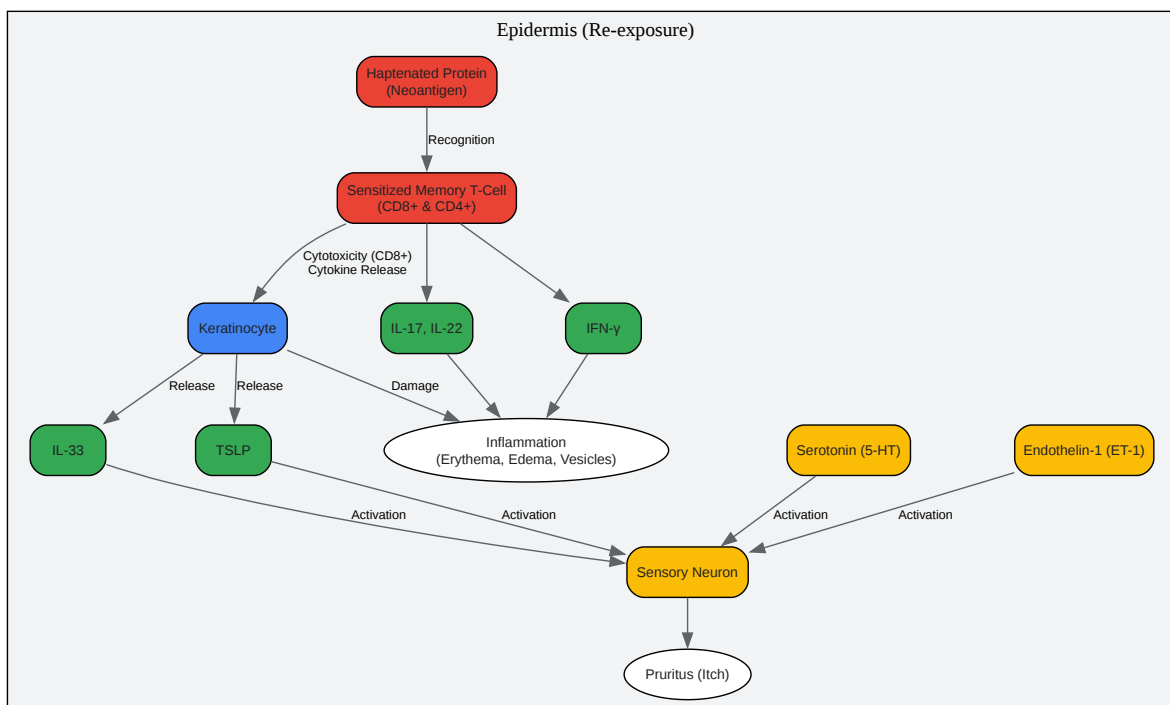 Epidermis (Re-exposure)
Haptenated Protein
(Neoantigen)
Recognition
Sensitized Memory T-Cell
(CD8+ & CD4+)
Cytotoxicity (CD8+)
Cytokine Release
Keratinocyte
IL-17, IL-22
IFN-γ
Release
Release
Damage
IL-33
TSLP
Inflammation
(Erythema, Edema, Vesicles)
Serotonin (5-HT)
Endothelin-1 (ET-1)
Activation
Activation
Activation
Activation
Sensory Neuron
Pruritus (Itch)